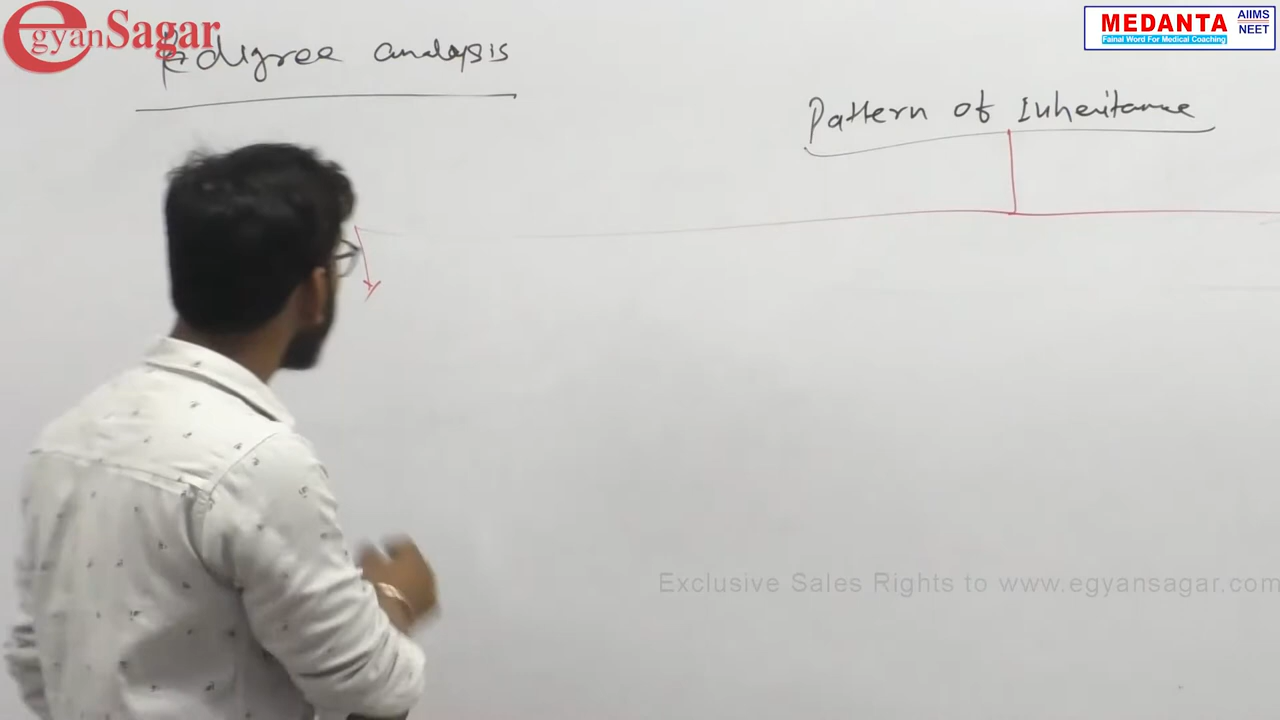 egyanSagar
MEDANTA AIIMS NEET
Fainal Word For Medical Coaching
Pedigree analysis
Pattern of Inheritance
Exclusive Sales Rights to www.egyansagar.com